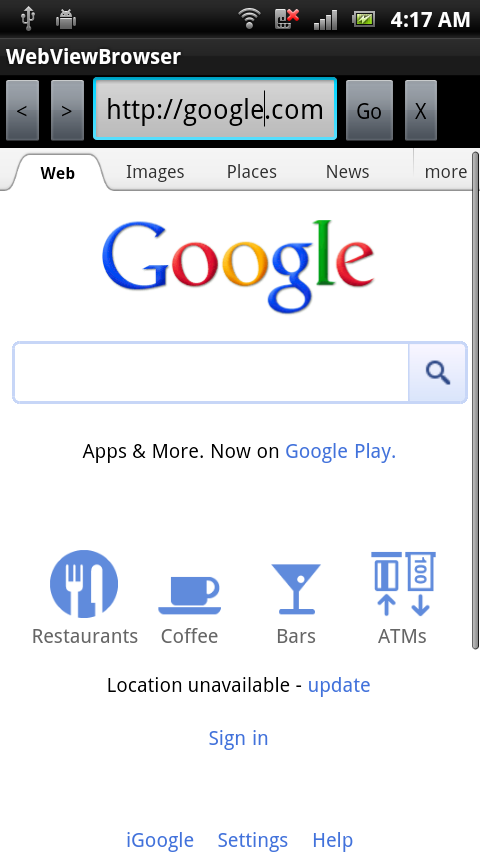 4:17 AM
WebViewBrowser
< > http://google.com Go X
Web Images Places News more
Google
Apps & More. Now on Google Play.
100
Restaurants Coffee Bars ATMs
Location unavailable - update
Sign in
iGoogle Settings Help